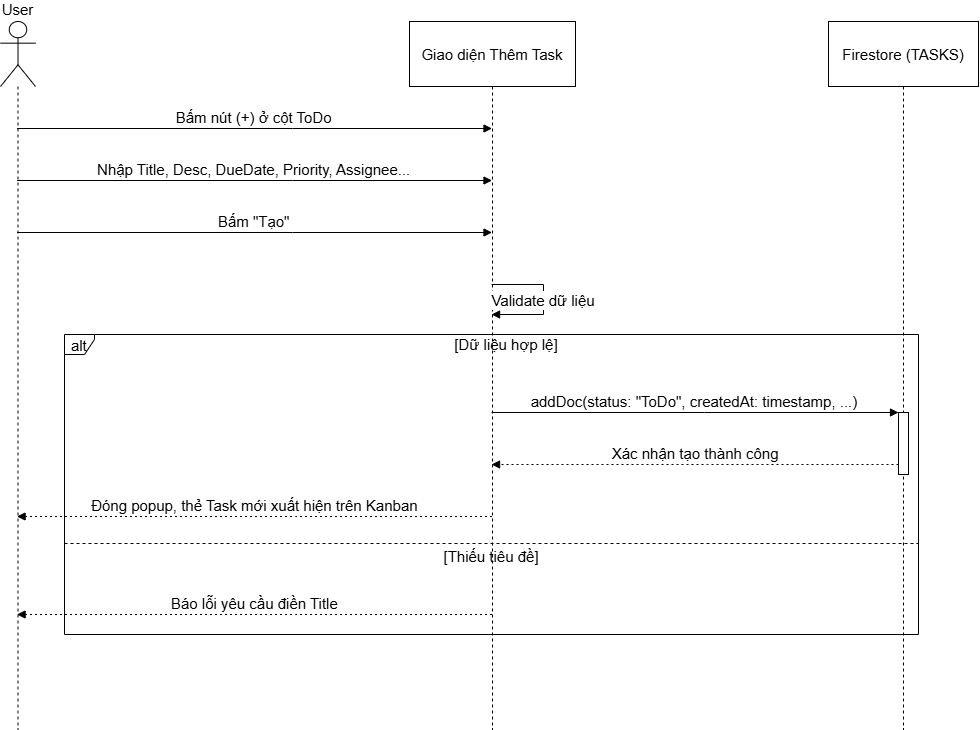 User
Giao diện Thêm Task
Firestore (TASKS)
Bấm nút (+) ở cột ToDo
Nhập Title, Desc, DueDate, Priority, Assignee...
Bấm "Tạo"
Validate dữ liệu
alt
[Dữ liệu hợp lệ]
addDoc(status: "ToDo", createdAt: timestamp, ...)
Xác nhận tạo thành công
Đóng popup, thẻ Task mới xuất hiện trên Kanban
[Thiếu tiêu đề]
Báo lỗi yêu cầu điền Title